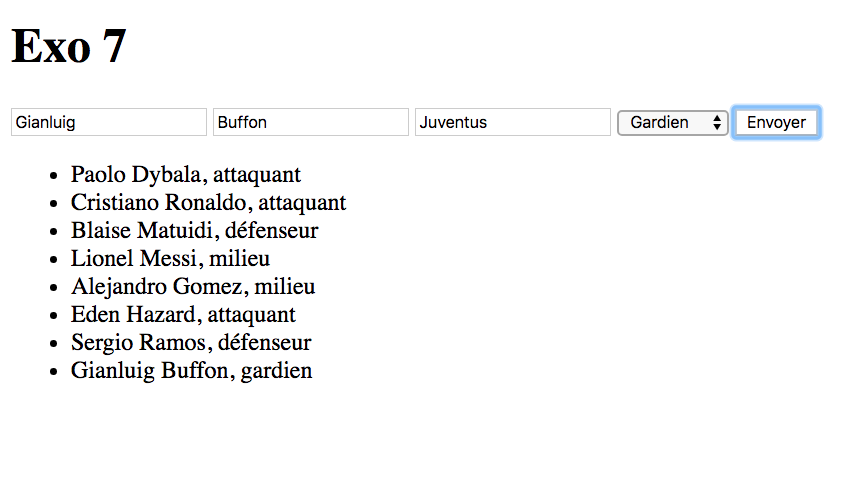 Exo 7
Gianluig Buffon Juventus Gardien Envoyer
Paolo Dybala, attaquant
Cristiano Ronaldo, attaquant
Blaise Matuidi, défenseur
Lionel Messi, milieu
Alejandro Gomez, milieu
Eden Hazard, attaquant
Sergio Ramos, défenseur
Gianluig Buffon, gardien